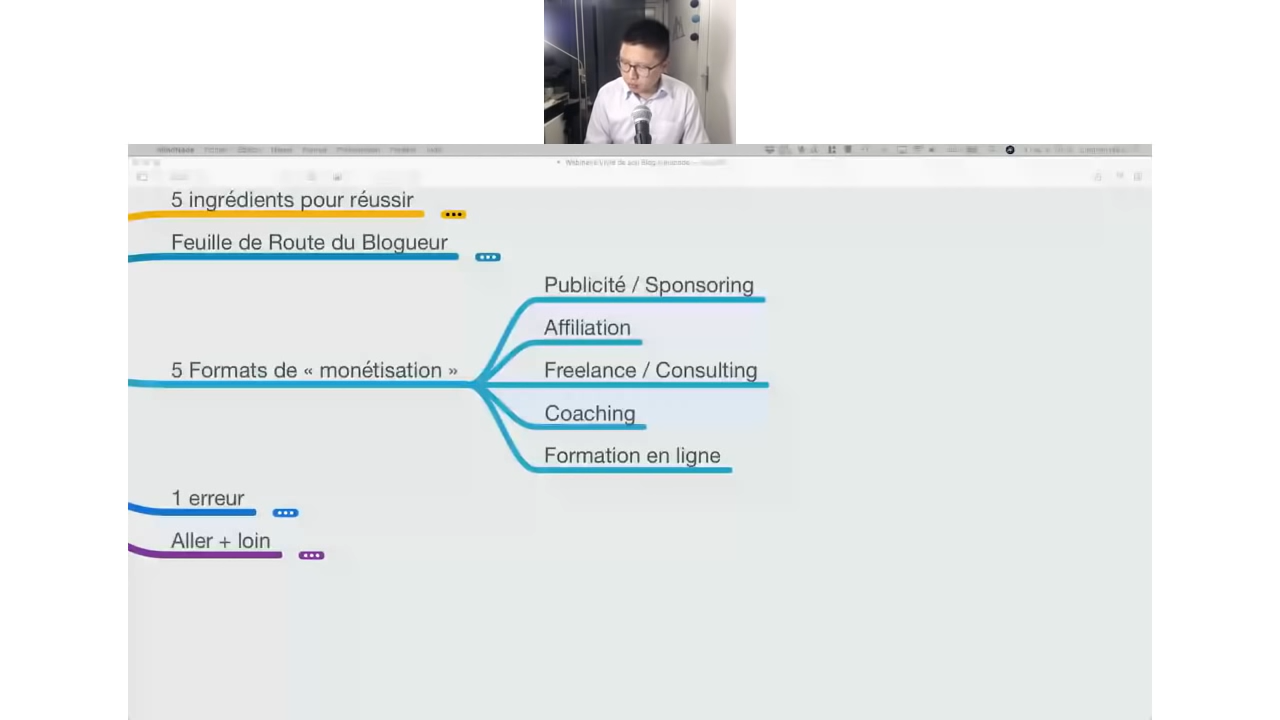 5 ingrédients pour réussir
Feuille de Route du Blogueur
5 Formats de « monétisation »
Publicité / Sponsoring
Affiliation
Freelance / Consulting
Coaching
Formation en ligne
1 erreur
Aller + loin